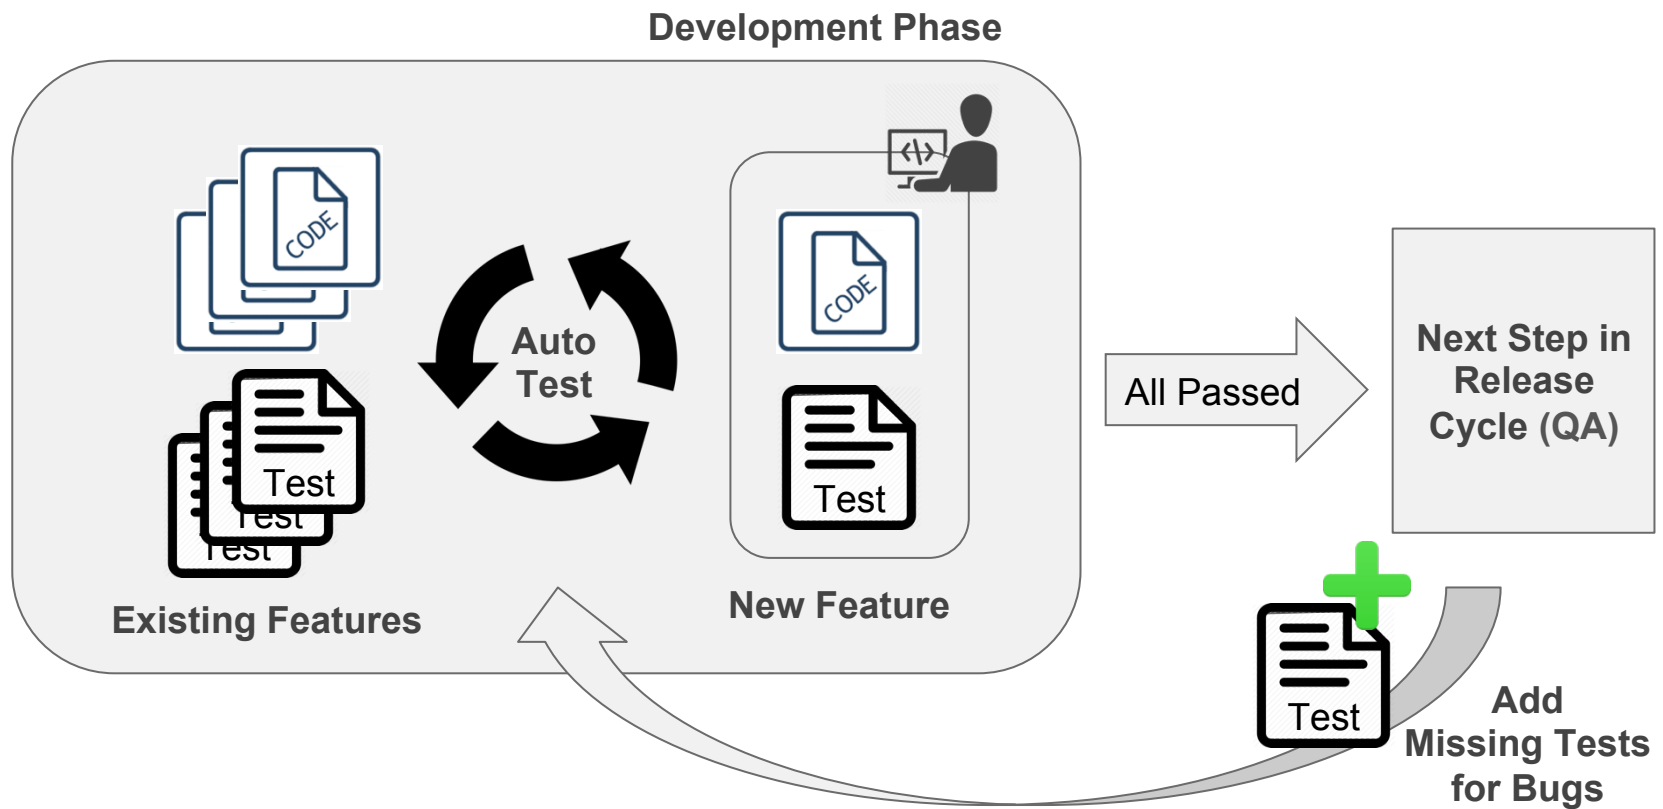 Development Phase
CODE
CODE
Auto
Test
Test
Test
Test
Test
Existing Features
New Feature
All Passed
Next Step in
Release
Cycle (QA)
Test
Add
Missing Tests
for Bugs